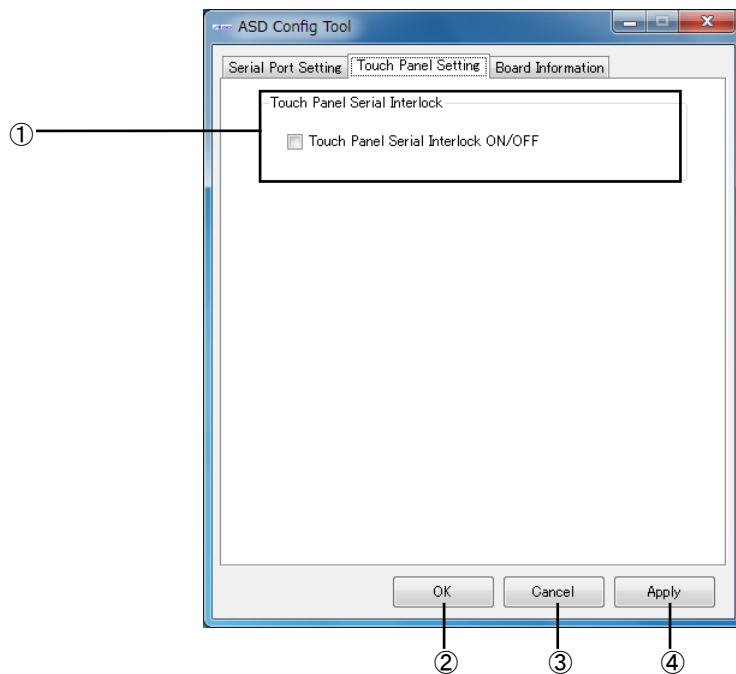 ASD Config Tool
Serial Port Setting Touch Panel Setting Board Information
Touch Panel Serial Interlock
①
Touch Panel Serial Interlock ON/OFF
OK Cancel Apply
② ③ ④